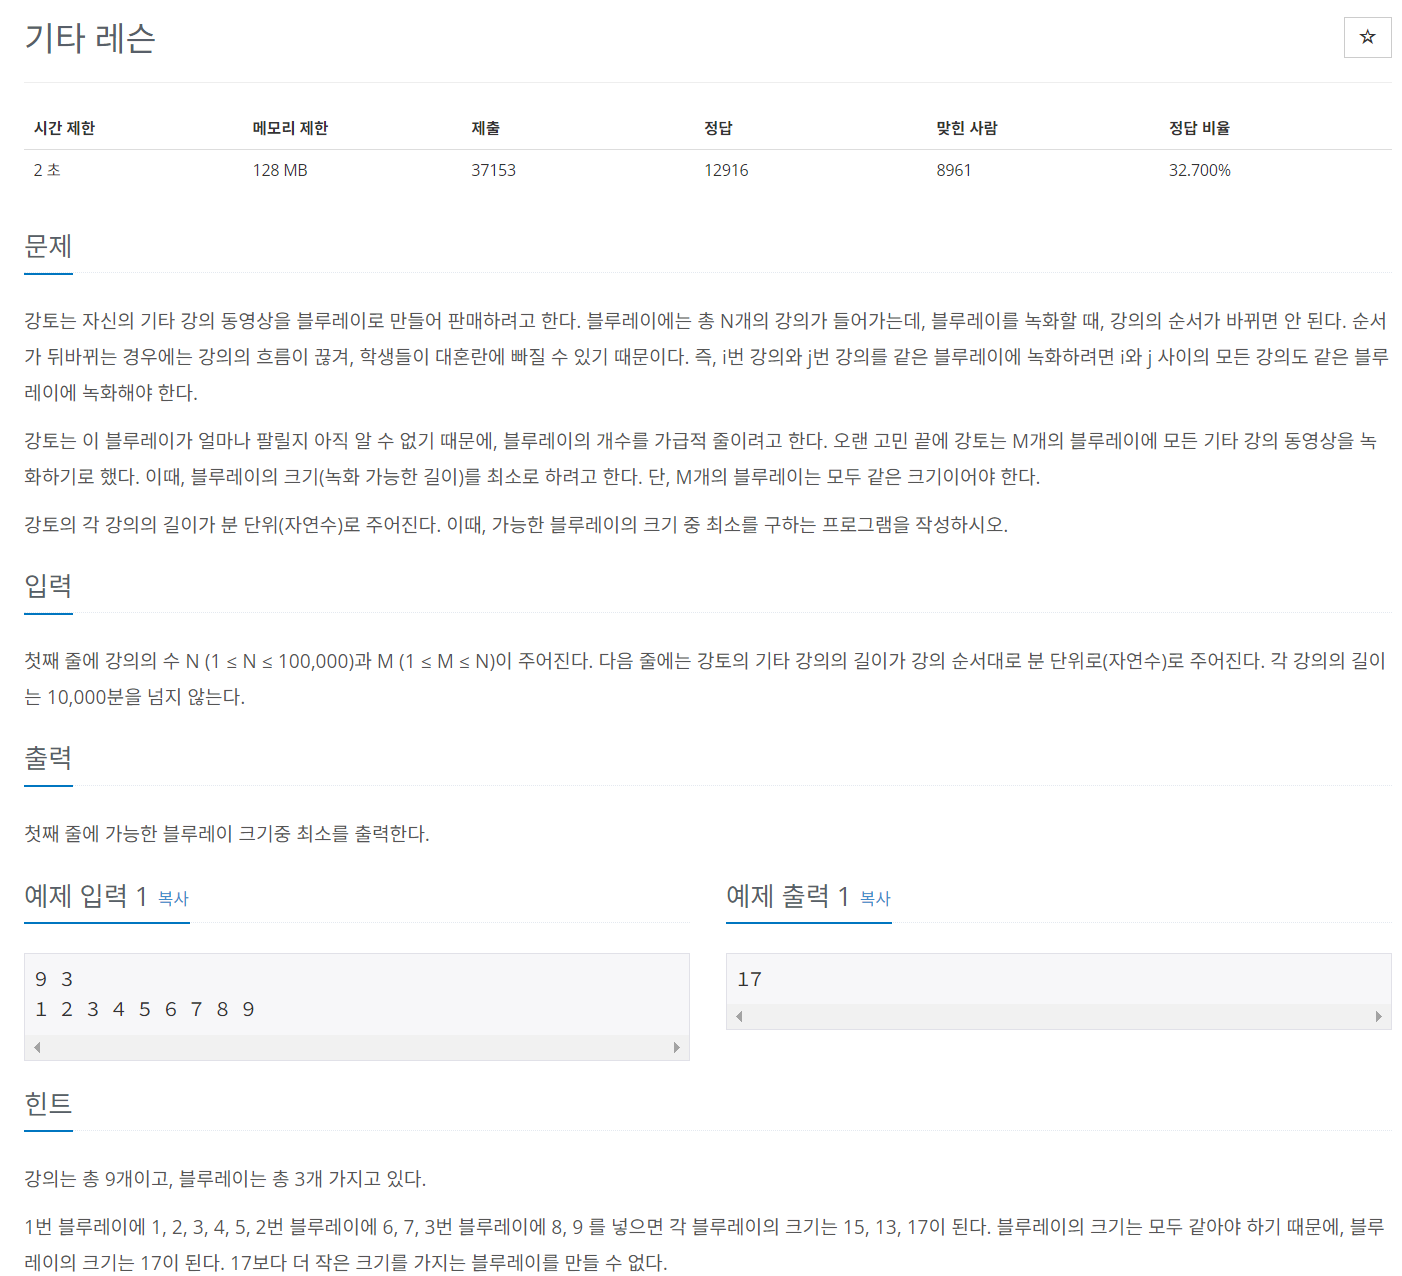 기타 레슨
☆
시간 제한 메모리 제한 제출 정답 맞힌 사람 정답 비율
2 초 128 MB 37153 12916 8961 32.700%
문제
강토는 자신의 기타 강의 동영상을 블루레이로 만들어 판매하려고 한다. 블루레이에는 총 N개의 강의가 들어가는데, 블루레이를 녹화할 때, 강의의 순서가 바뀌면 안 된다. 순서
가 뒤바뀌는 경우에는 강의의 흐름이 끊겨, 학생들이 대혼란에 빠질 수 있기 때문이다. 즉, i번 강의와 j번 강의를 같은 블루레이에 녹화하려면 i와 j 사이의 모든 강의도 같은 블루
레이에 녹화해야 한다.
강토는 이 블루레이가 얼마나 팔릴지 아직 알 수 없기 때문에, 블루레이의 개수를 가급적 줄이려고 한다. 오랜 고민 끝에 강토는 M개의 블루레이에 모든 기타 강의 동영상을 녹
화하기로 했다. 이때, 블루레이의 크기(녹화 가능한 길이)를 최소로 하려고 한다. 단, M개의 블루레이는 모두 같은 크기이어야 한다.
강토의 각 강의의 길이가 분 단위(자연수)로 주어진다. 이때, 가능한 블루레이의 크기 중 최소를 구하는 프로그램을 작성하시오.
입력
첫째 줄에 강의의 수 N (1 ≤ N ≤ 100,000)과 M (1 ≤ M ≤ N)이 주어진다. 다음 줄에는 강토의 기타 강의의 길이가 강의 순서대로 분 단위로(자연수)로 주어진다. 각 강의의 길이
는 10,000분을 넘지 않는다.
출력
첫째 줄에 가능한 블루레이 크기중 최소를 출력한다.
예제 입력 1 복사
9 3
1 2 3 4 5 6 7 8 9
예제 출력 1 복사
17
힌트
강의는 총 9개이고, 블루레이는 총 3개 가지고 있다.
1번 블루레이에 1, 2, 3, 4, 5, 2번 블루레이에 6, 7, 3번 블루레이에 8, 9 를 넣으면 각 블루레이의 크기는 15, 13, 17이 된다. 블루레이의 크기는 모두 같아야 하기 때문에, 블루
레이의 크기는 17이 된다. 17보다 더 작은 크기를 가지는 블루레이를 만들 수 없다.